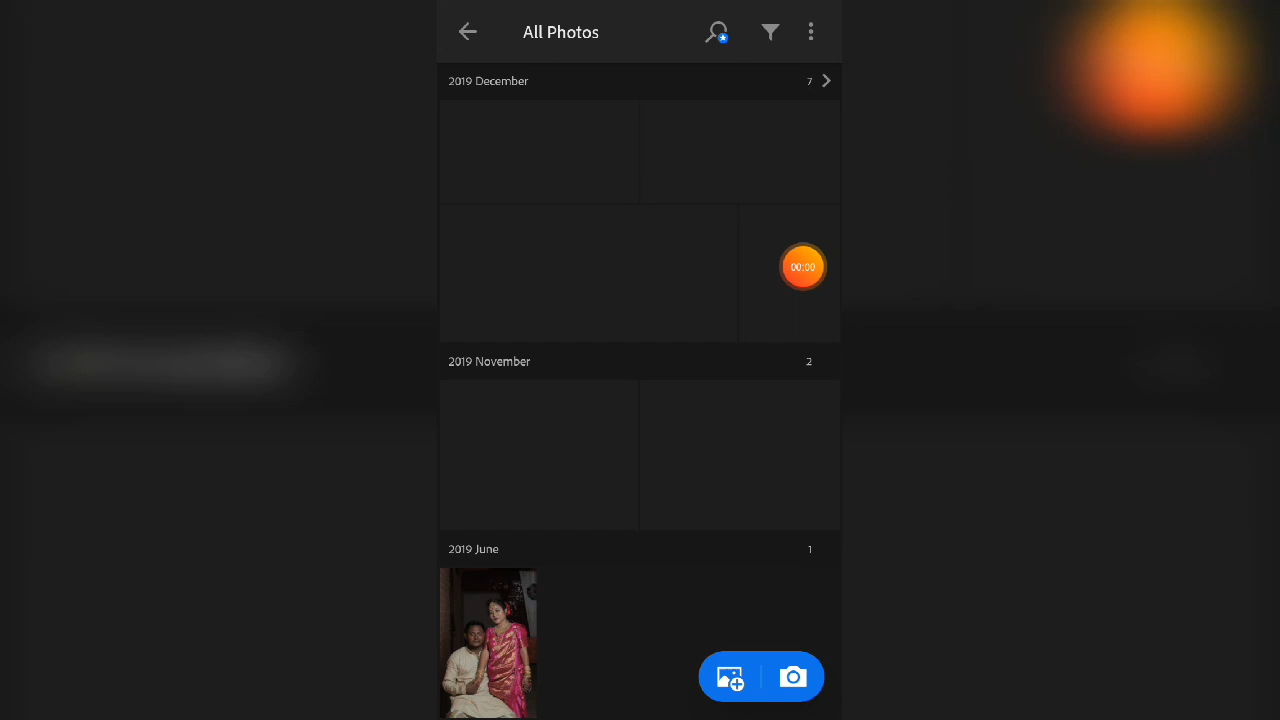 All Photos
2019 December 7
00:00
2019 November 2
2019 June 1